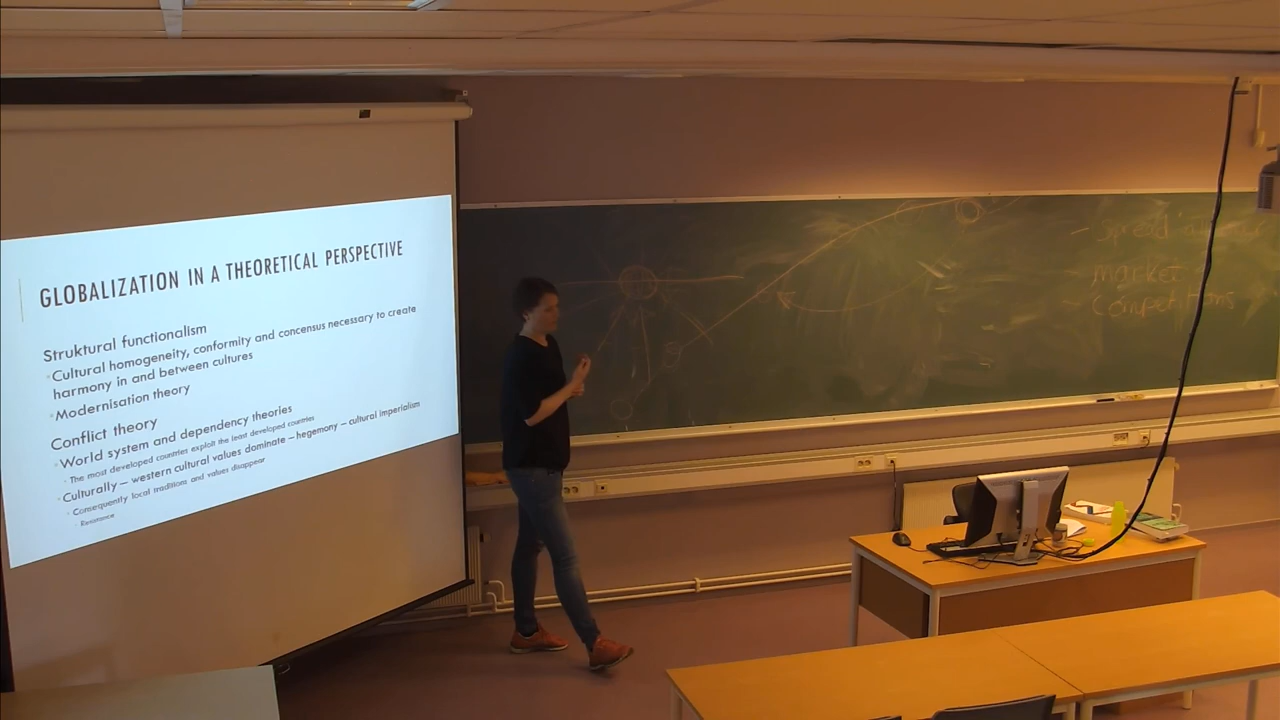 GLOBALIZATION IN A THEORETICAL PERSPECTIVE
Struktural functionalism
Cultural homogeneity, conformity and concensus necessary to create
harmony in and between cultures
Modernisation theory
Conflict theory
World system and dependency theories
The most developed countries exploit the least developed countries
Culturally – western cultural values dominate – hegemony – cultural imperialism
Consequently local traditions and values disappear
Resistance
- Spread
market
- Competitions